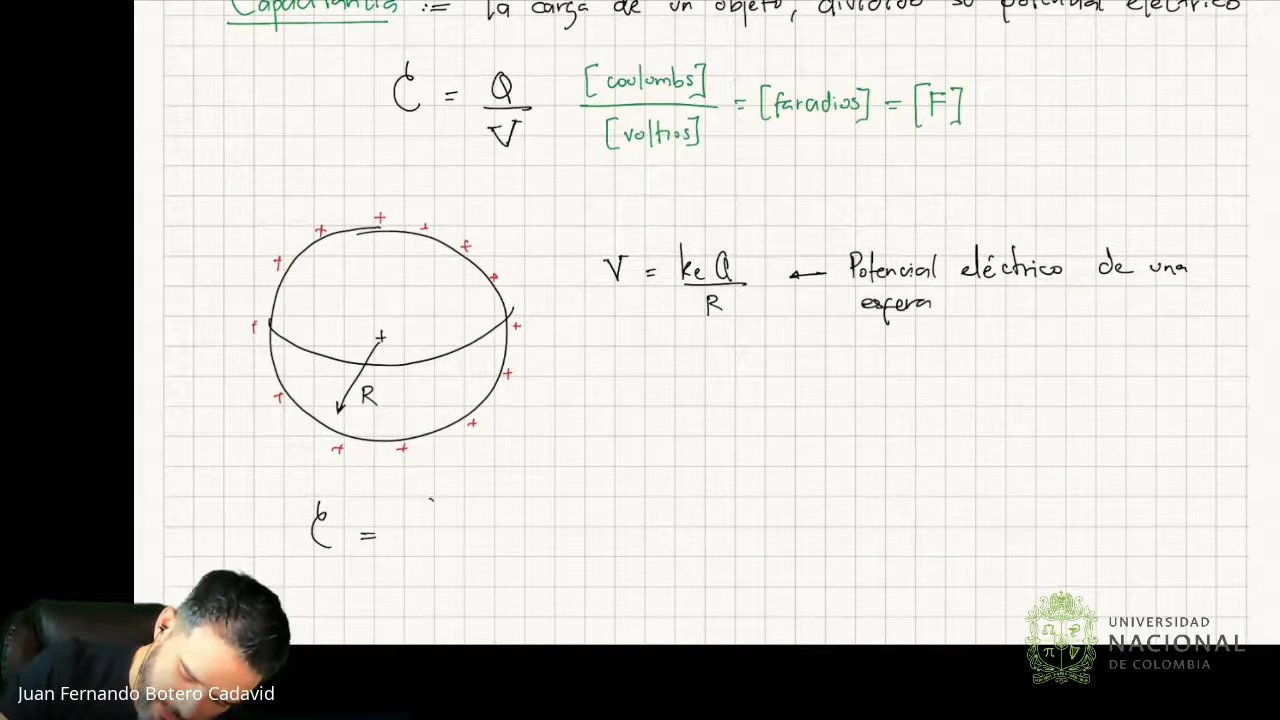 Capacitancia := la carga de un objeto, dividido su potencial eléctrico
C = Q / V [coulombs] / [voltios] = [faradios] = [F]
V = ke Q / R ← Potencial eléctrico de una
esfera
R
C =
UNIVERSIDAD
NACIONAL
DE COLOMBIA
Juan Fernando Botero Cadavid